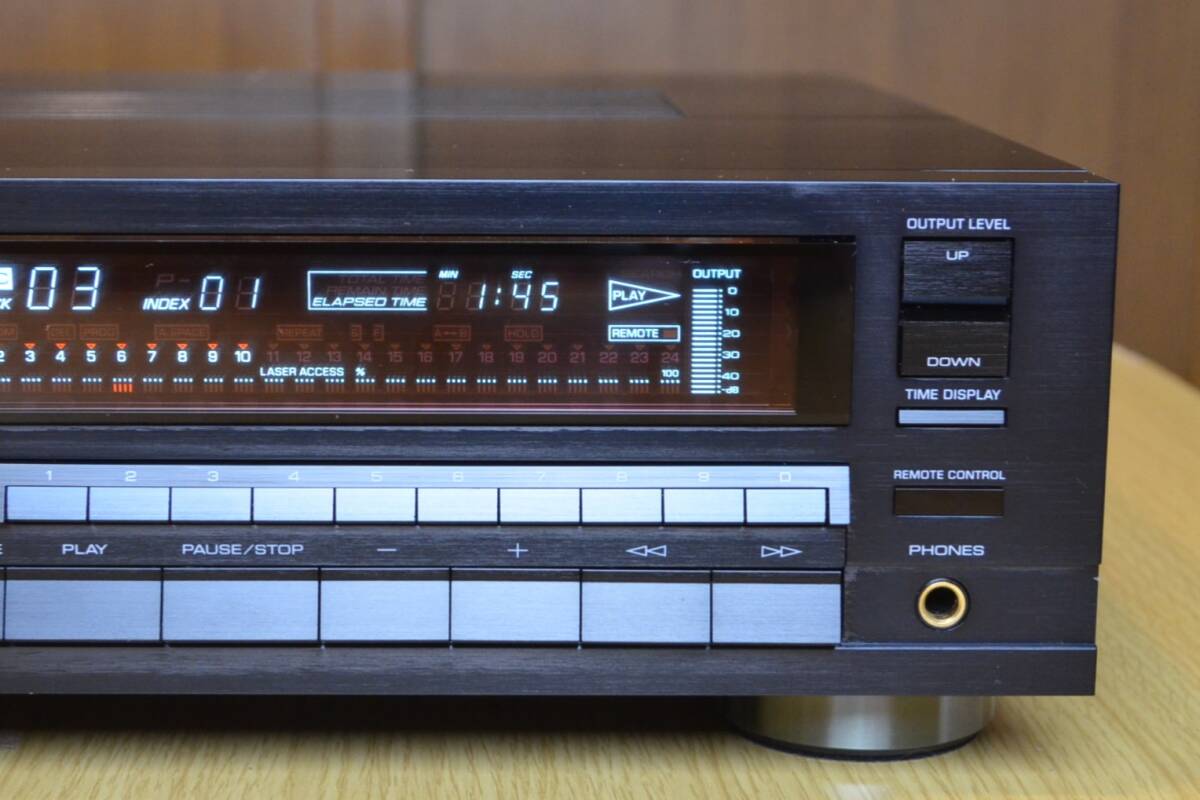 OUTPUT LEVEL
UP
DOWN
TIME DISPLAY
REMOTE CONTROL
PHONES
C
CK 03 P- INDEX 01
TOTAL TIME
REMAIN TIME
ELAPSED TIME
MIN SEC
1:45
PLAY
REMOTE
OUTPUT
0
10
20
30
40
-dB
PROG A.SPACE REPEAT A↔B HOLD
2 3 4 5 6 7 8 9 10 11 12 13 14 15 16 17 18 19 20 21 22 23 24
LASER ACCESS % 100
1 2 3 4 5 6 7 8 9 0
E PLAY PAUSE/STOP − + ◁◁ ▷▷